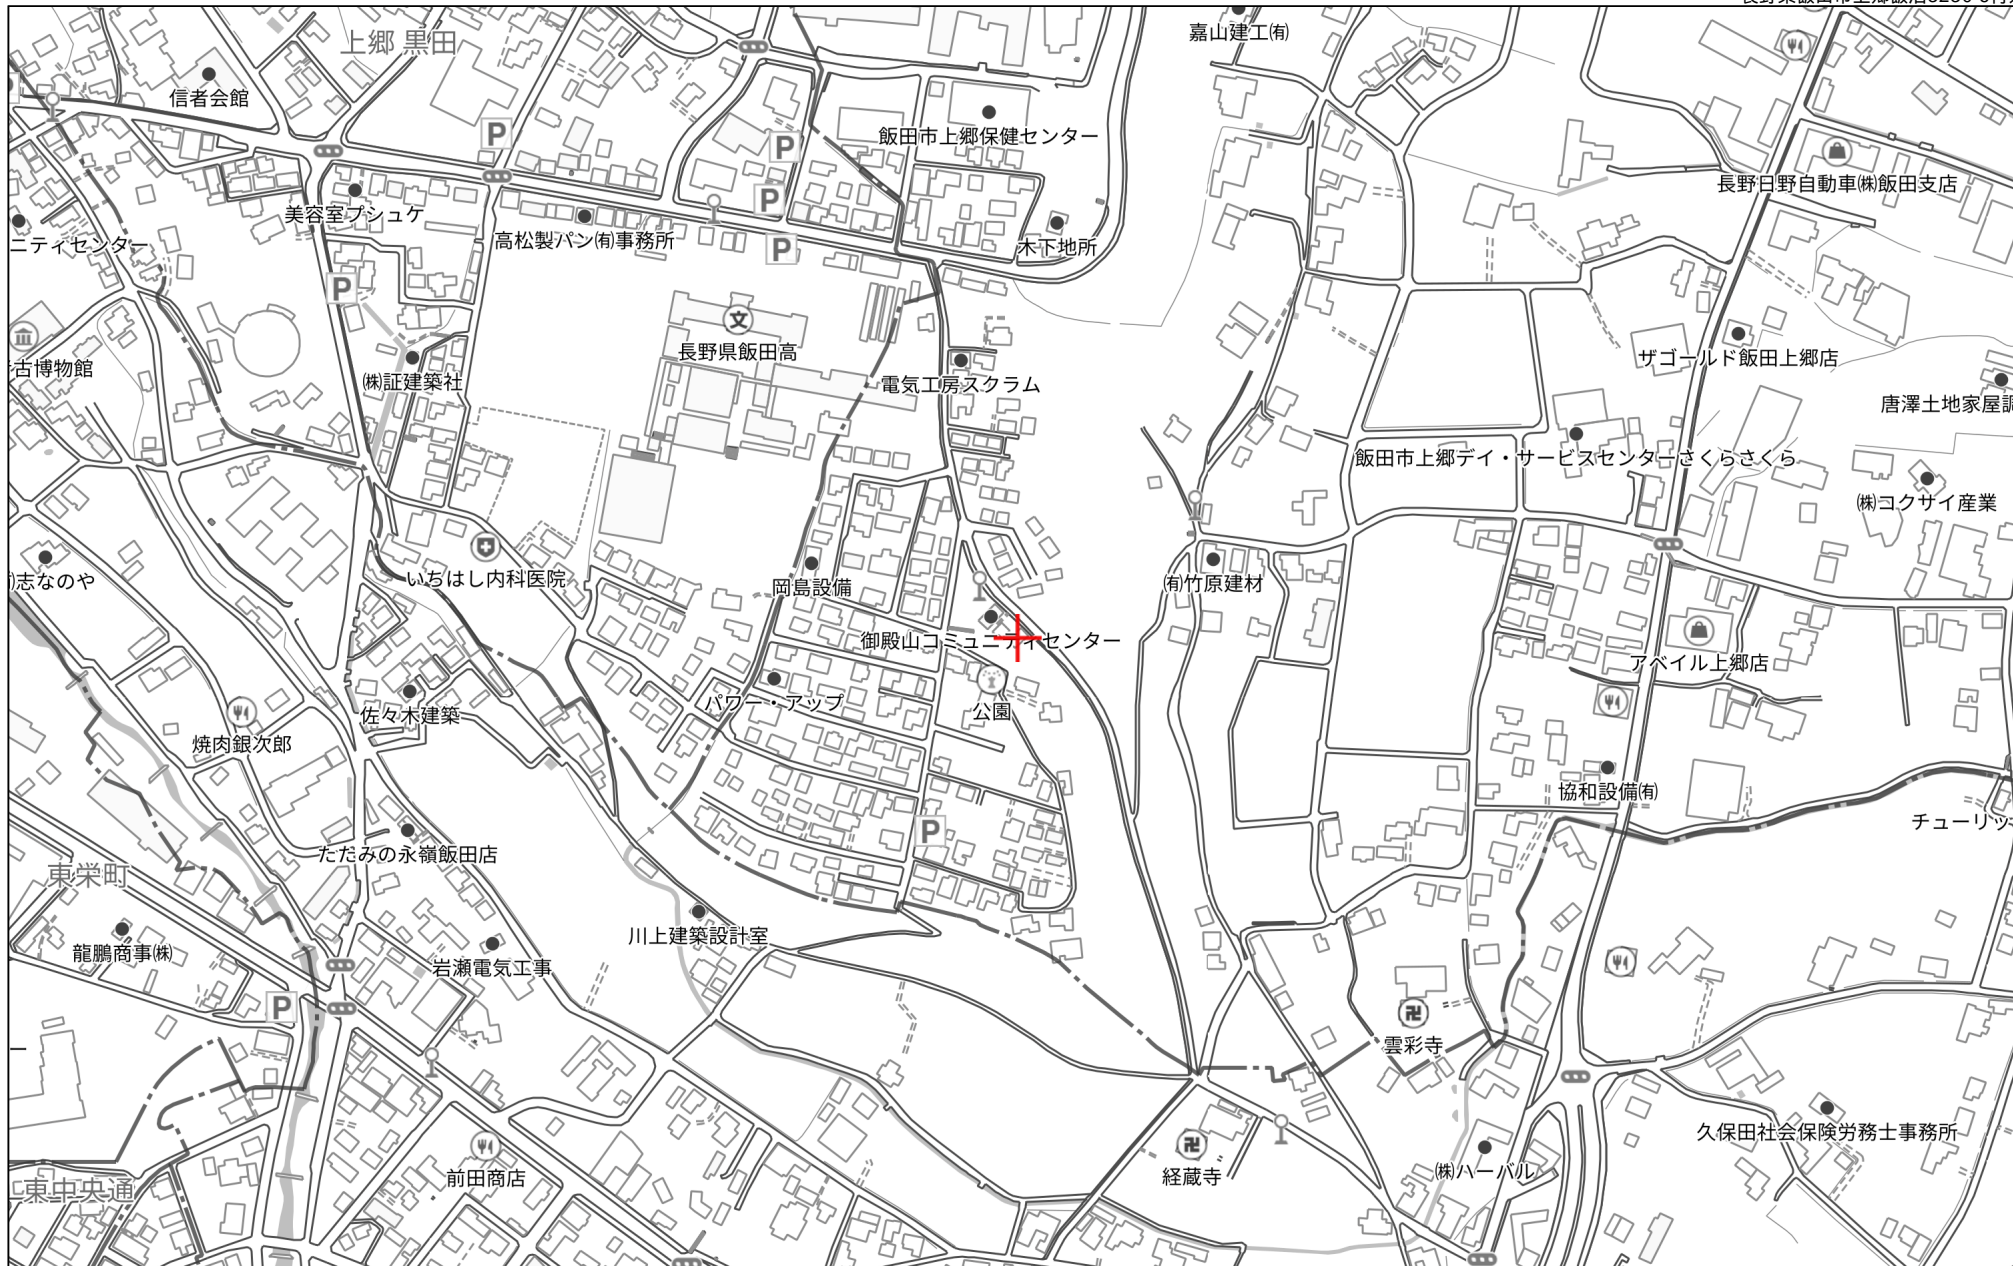 嘉山建工㈲
上郷 黒田
信者会館
飯田市上郷保健センター
長野日野自動車㈱飯田支店
美容室プシュケ
高松製パン㈲事務所
ニティセンター
木下地所
P
P
P
P
P
文
長野県飯田高
ザゴールド飯田上郷店
古博物館
㈱証建築社
電気工房スクラム
唐澤土地家屋調
飯田市上郷デイ・サービスセンターさくらさくら
㈱コクサイ産業
志なのや
いちはし内科医院
岡島設備
㈲竹原建材
御殿山コミュニティセンター
アベイル上郷店
パワー・アップ
公園
佐々木建築
焼肉銀次郎
協和設備㈲
チューリッ
P
ただみの永嶺飯田店
東栄町
川上建築設計室
龍鵬商事㈱
岩瀬電気工事
P
卍
雲彩寺
卍
経蔵寺
久保田社会保険労務士事務所
㈱ハーバル
前田商店
東中央通